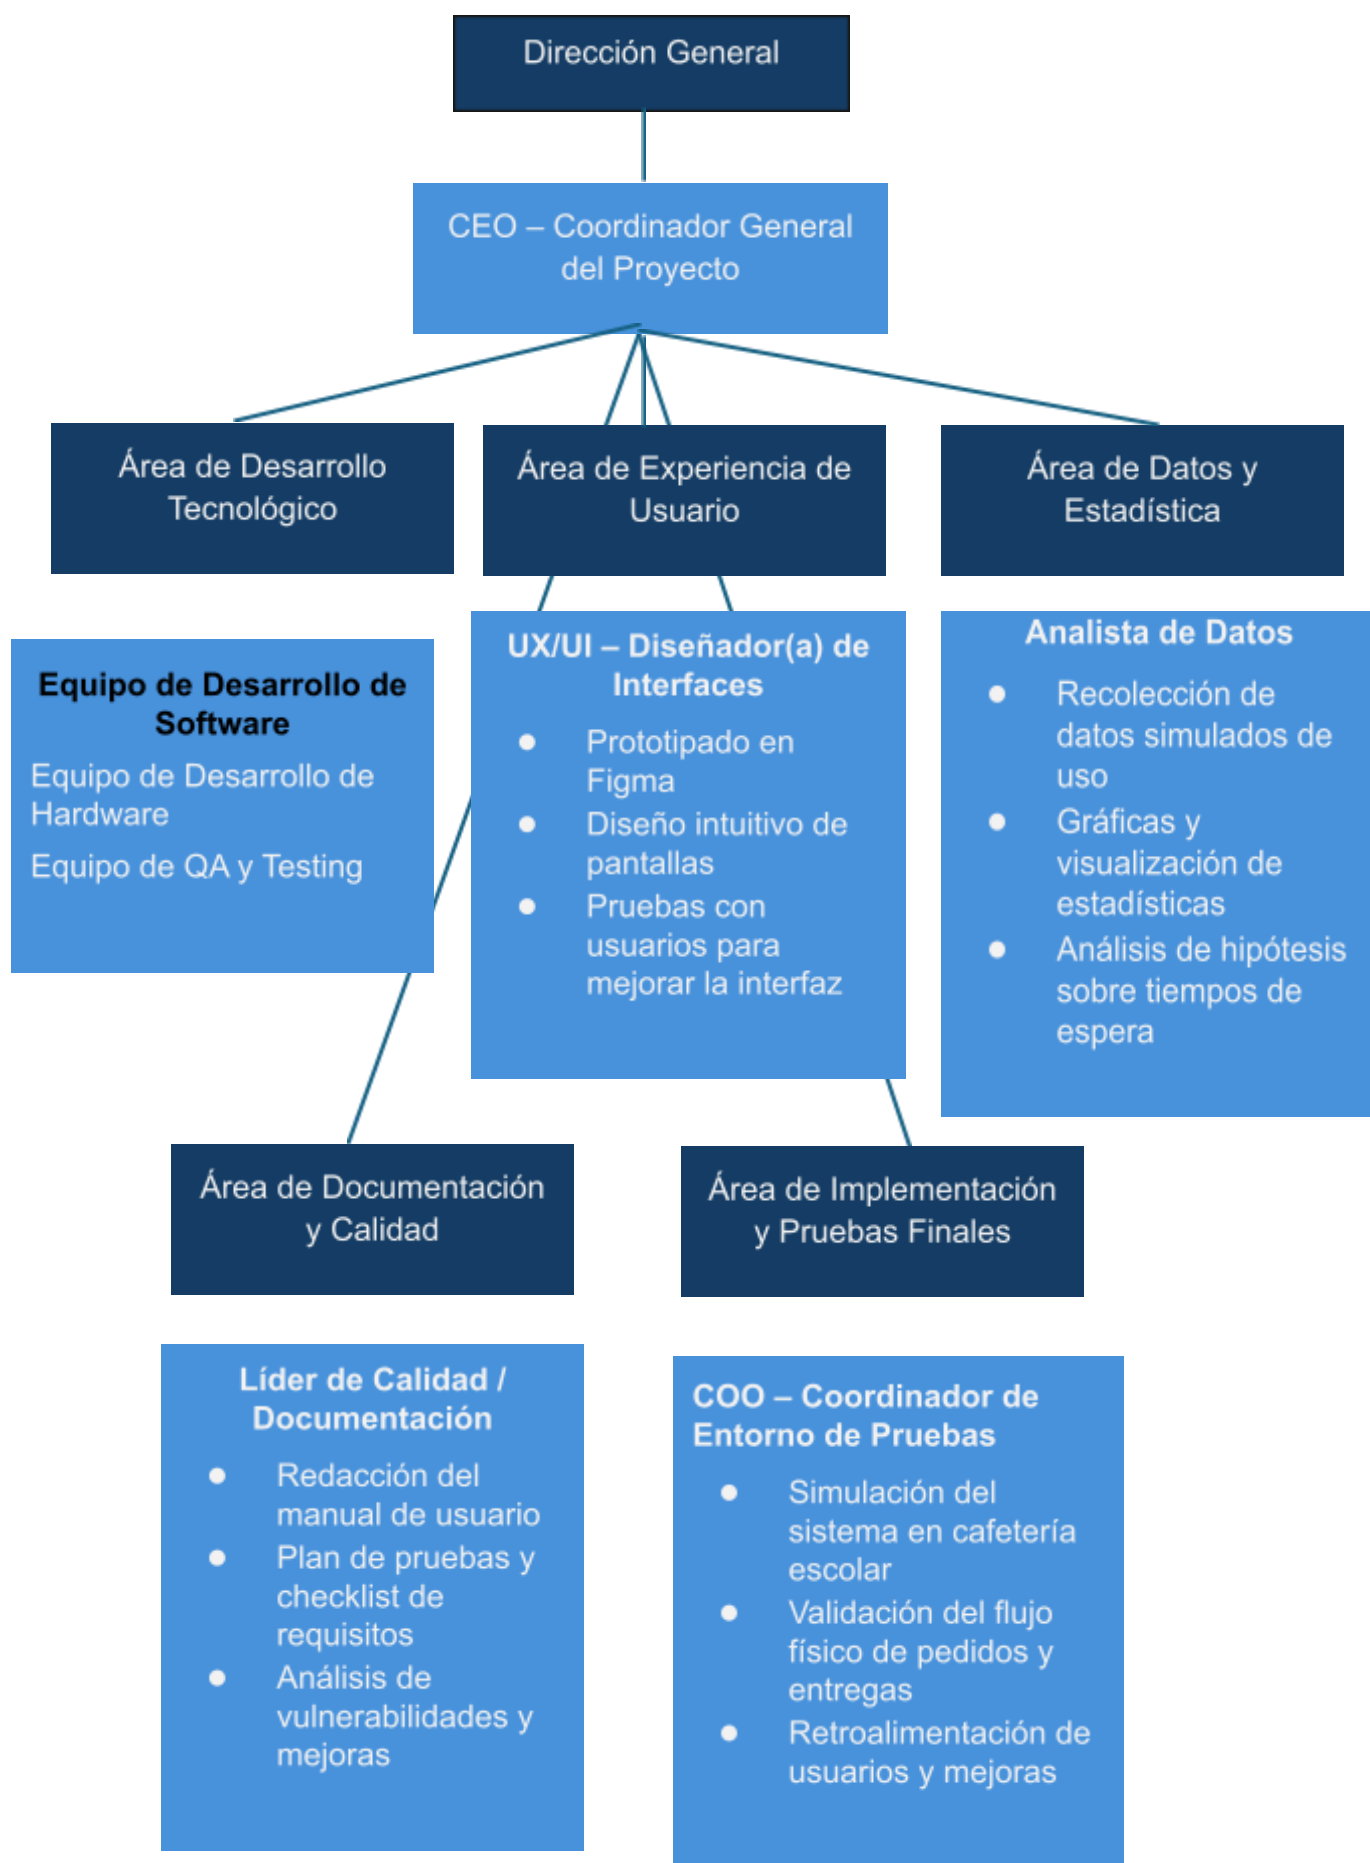 Dirección General
CEO – Coordinador General
del Proyecto
Área de Desarrollo
Tecnológico
Área de Experiencia de
Usuario
Área de Datos y
Estadística
Equipo de Desarrollo de
Software
Equipo de Desarrollo de
Hardware
Equipo de QA y Testing
UX/UI – Diseñador(a) de
Interfaces
● Prototipado en
Figma
● Diseño intuitivo de
pantallas
● Pruebas con
usuarios para
mejorar la interfaz
Analista de Datos
● Recolección de
datos simulados de
uso
● Gráficas y
visualización de
estadísticas
● Análisis de hipótesis
sobre tiempos de
espera
Área de Documentación
y Calidad
Área de Implementación
y Pruebas Finales
Líder de Calidad /
Documentación
● Redacción del
manual de usuario
● Plan de pruebas y
checklist de
requisitos
● Análisis de
vulnerabilidades y
mejoras
COO – Coordinador de
Entorno de Pruebas
● Simulación del
sistema en cafetería
escolar
● Validación del flujo
físico de pedidos y
entregas
● Retroalimentación de
usuarios y mejoras